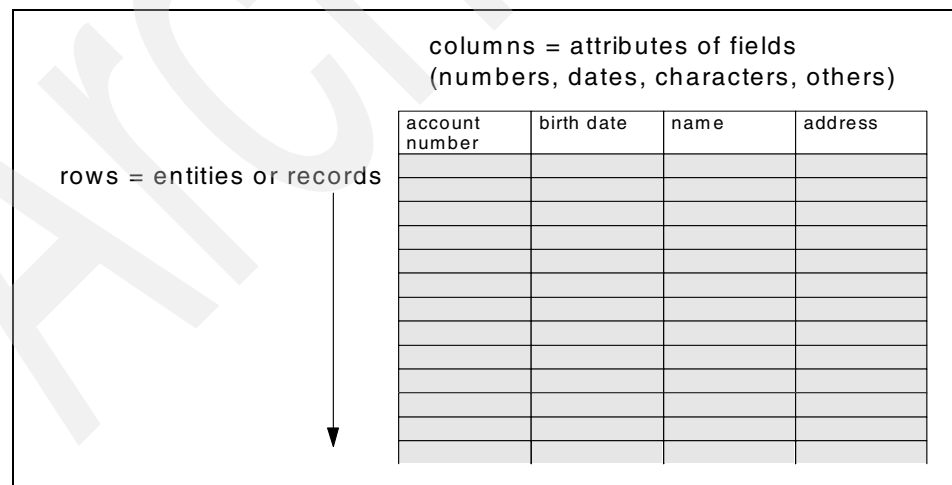 columns = attributes of fields
(numbers, dates, characters, others)
account
number
birth date
name
address
rows = entities or records